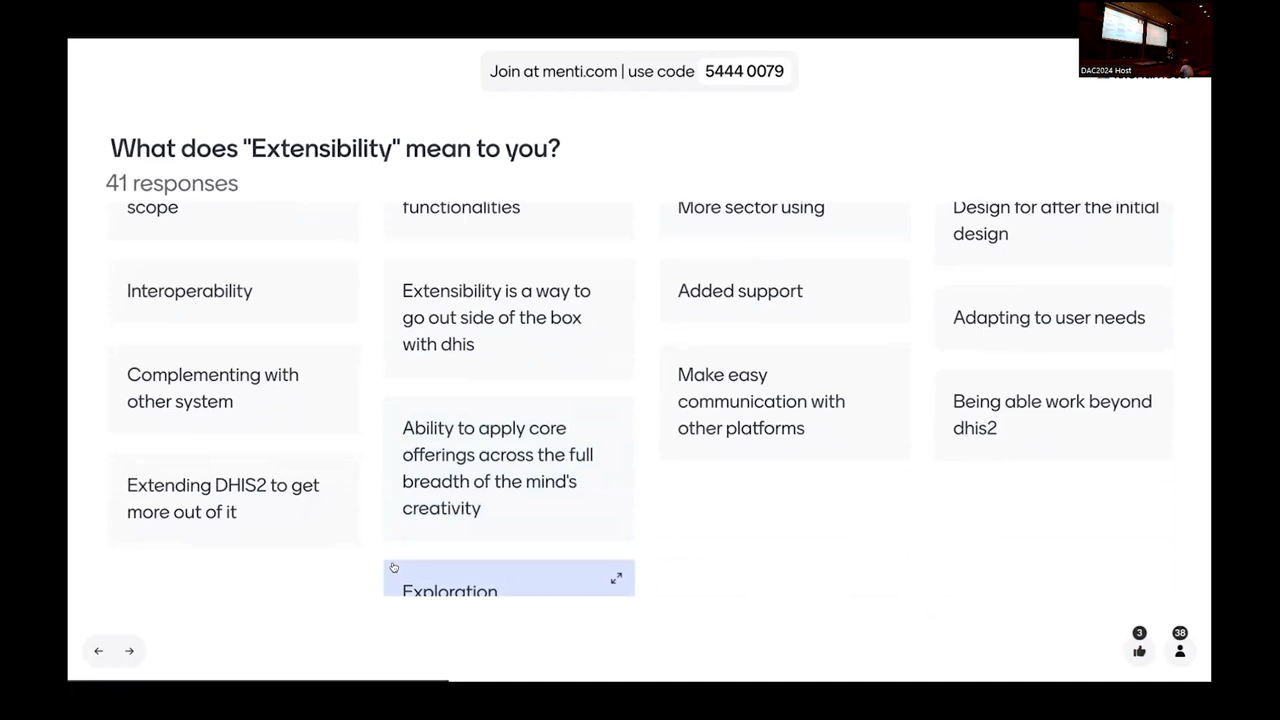 Join at menti.com | use code 5444 0079
DAC2024 Host
What does "Extensibility" mean to you?
41 responses
scope
Interoperability
Complementing with
other system
Extending DHIS2 to get
more out of it
functionalities
Extensibility is a way to
go out side of the box
with dhis
Ability to apply core
offerings across the full
breadth of the mind's
creativity
Exploration
More sector using
Added support
Make easy
communication with
other platforms
Design for after the initial
design
Adapting to user needs
Being able work beyond
dhis2
3
38